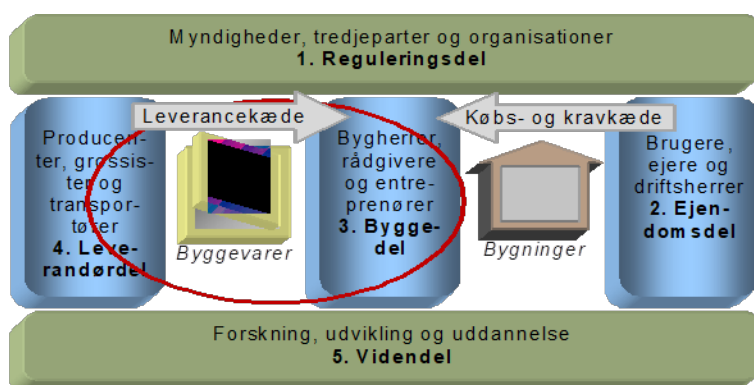 Myndigheder, tredjeparter og organisationer
1. Reguleringsdel
Leverancekæde
Købs- og kravkæde
Producen-
ter, grossis-
ter og
transpor-
tører
4. Leve-
randørdel
Byggevarer
Bygherrer,
rådgivere
og entre-
prenører
3. Bygge-
del
Bygninger
Brugere,
ejere og
driftsherrer
2. Ejen-
domsdel
Forskning, udvikling og uddannelse
5. Videndel